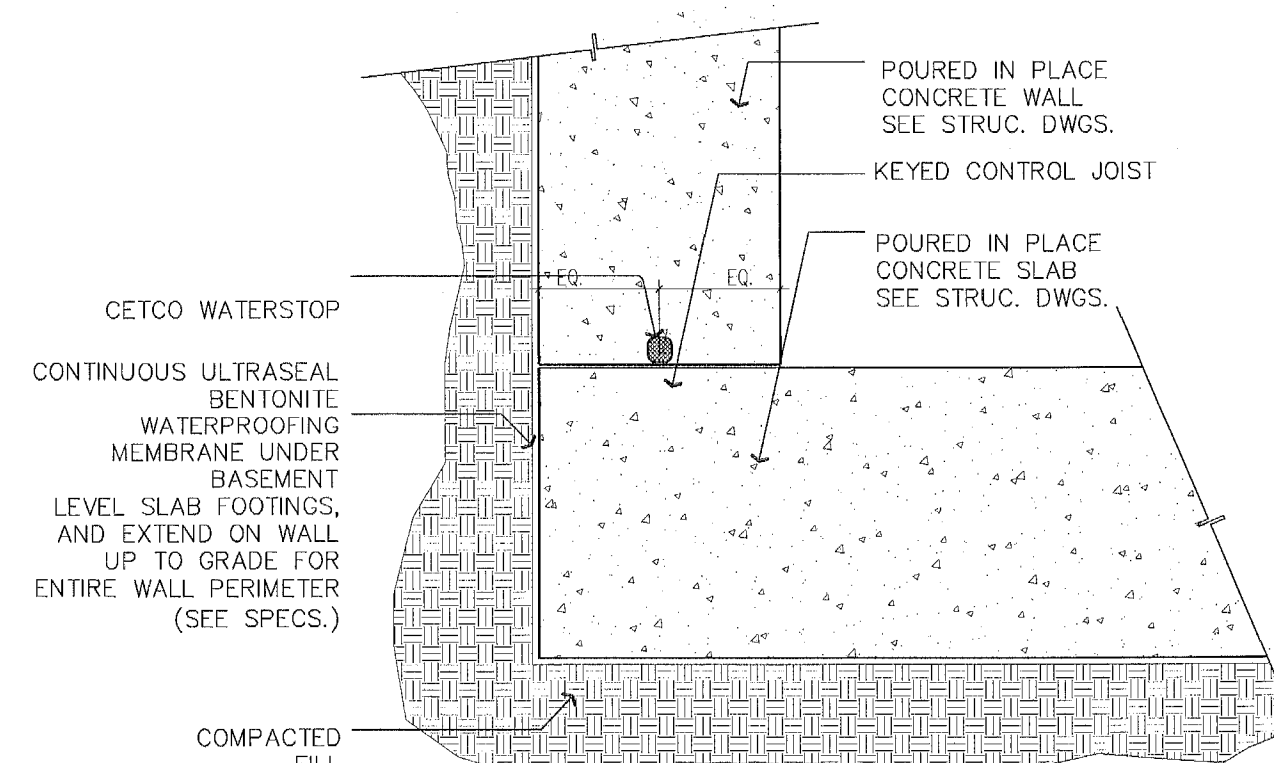 POURED IN PLACE
CONCRETE WALL
SEE STRUC. DWGS.
KEYED CONTROL JOIST
POURED IN PLACE
CONCRETE SLAB
SEE STRUC. DWGS.
EQ.
EQ.
CETCO WATERSTOP
CONTINUOUS ULTRASEAL
BENTONITE
WATERPROOFING
MEMBRANE UNDER
BASEMENT
LEVEL SLAB FOOTINGS,
AND EXTEND ON WALL
UP TO GRADE FOR
ENTIRE WALL PERIMETER
(SEE SPECS.)
COMPACTED
FILL